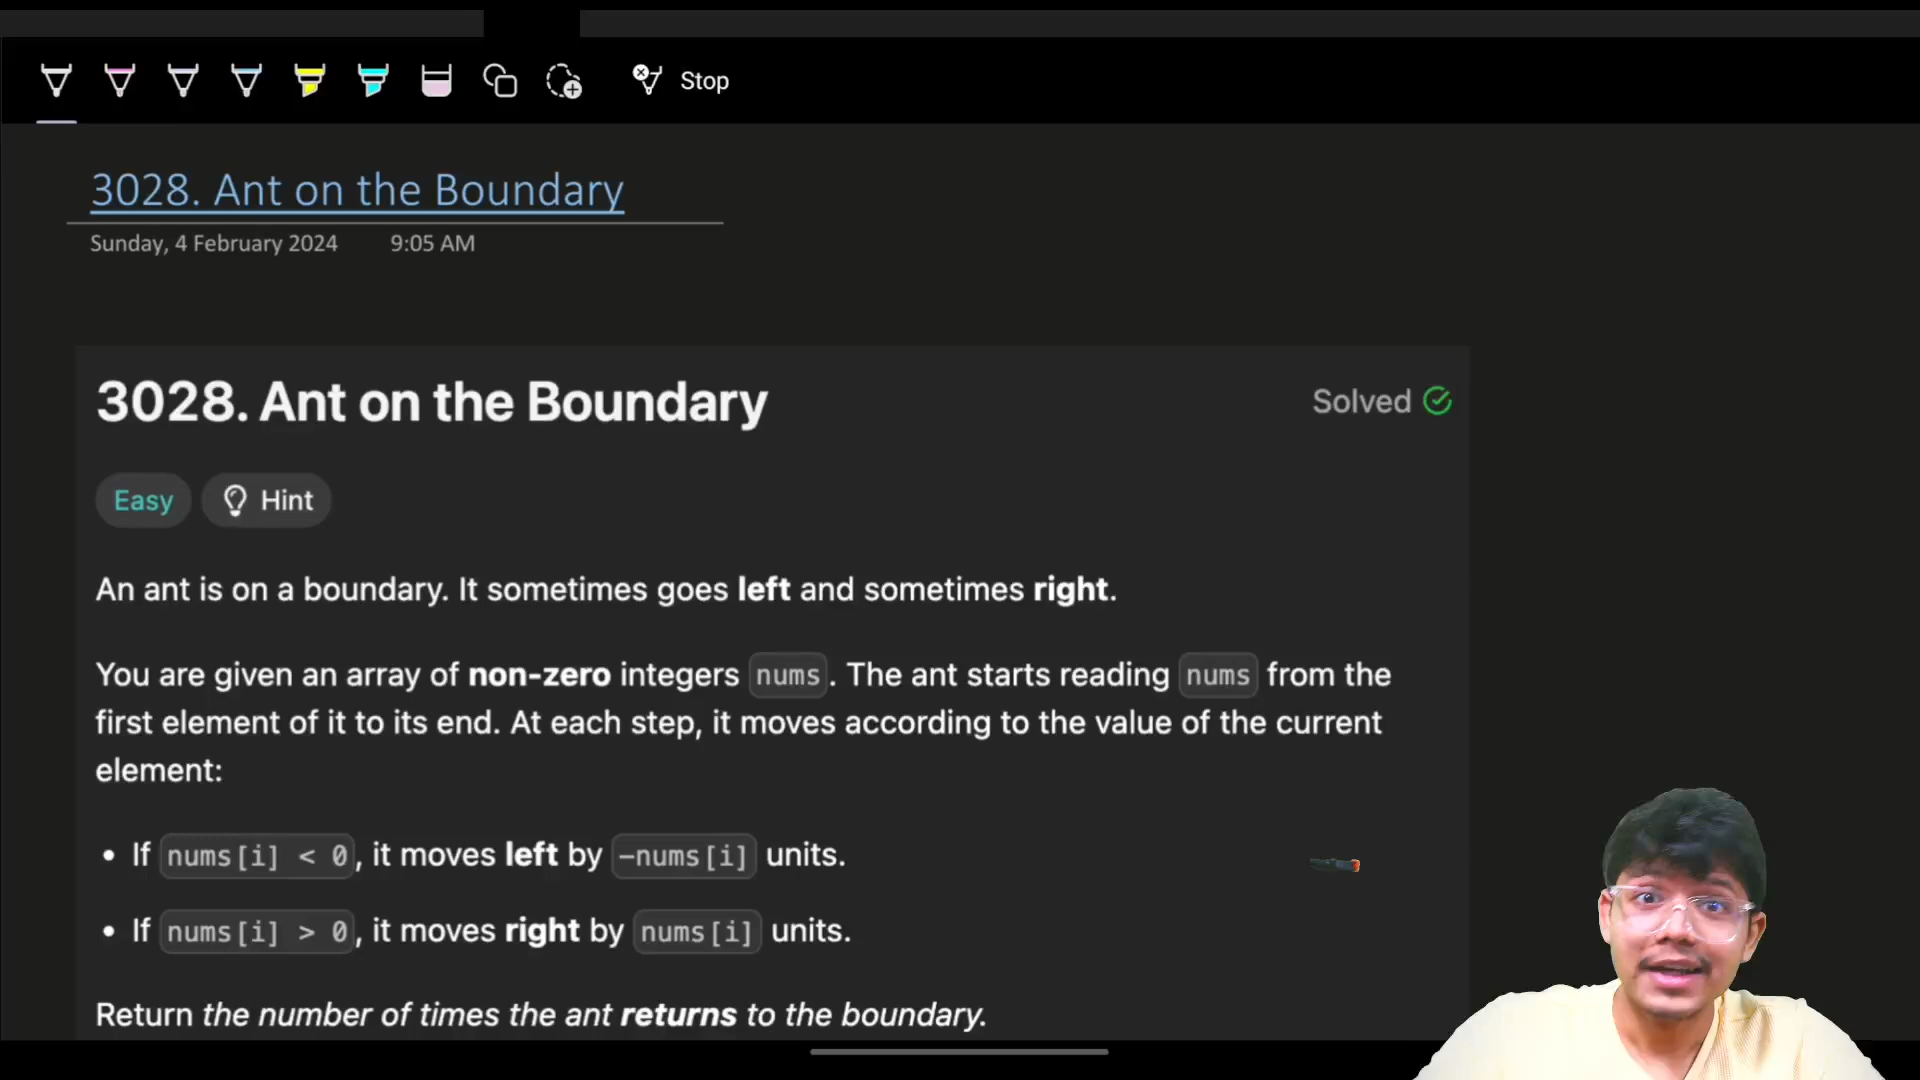 Stop
3028. Ant on the Boundary
Sunday, 4 February 2024 9:05 AM
3028. Ant on the Boundary
Solved
Easy Hint
An ant is on a boundary. It sometimes goes left and sometimes right.
You are given an array of non-zero integers nums. The ant starts reading nums from the
first element of it to its end. At each step, it moves according to the value of the current
element:
• If nums[i] < 0, it moves left by -nums[i] units.
• If nums[i] > 0, it moves right by nums[i] units.
Return the number of times the ant returns to the boundary.